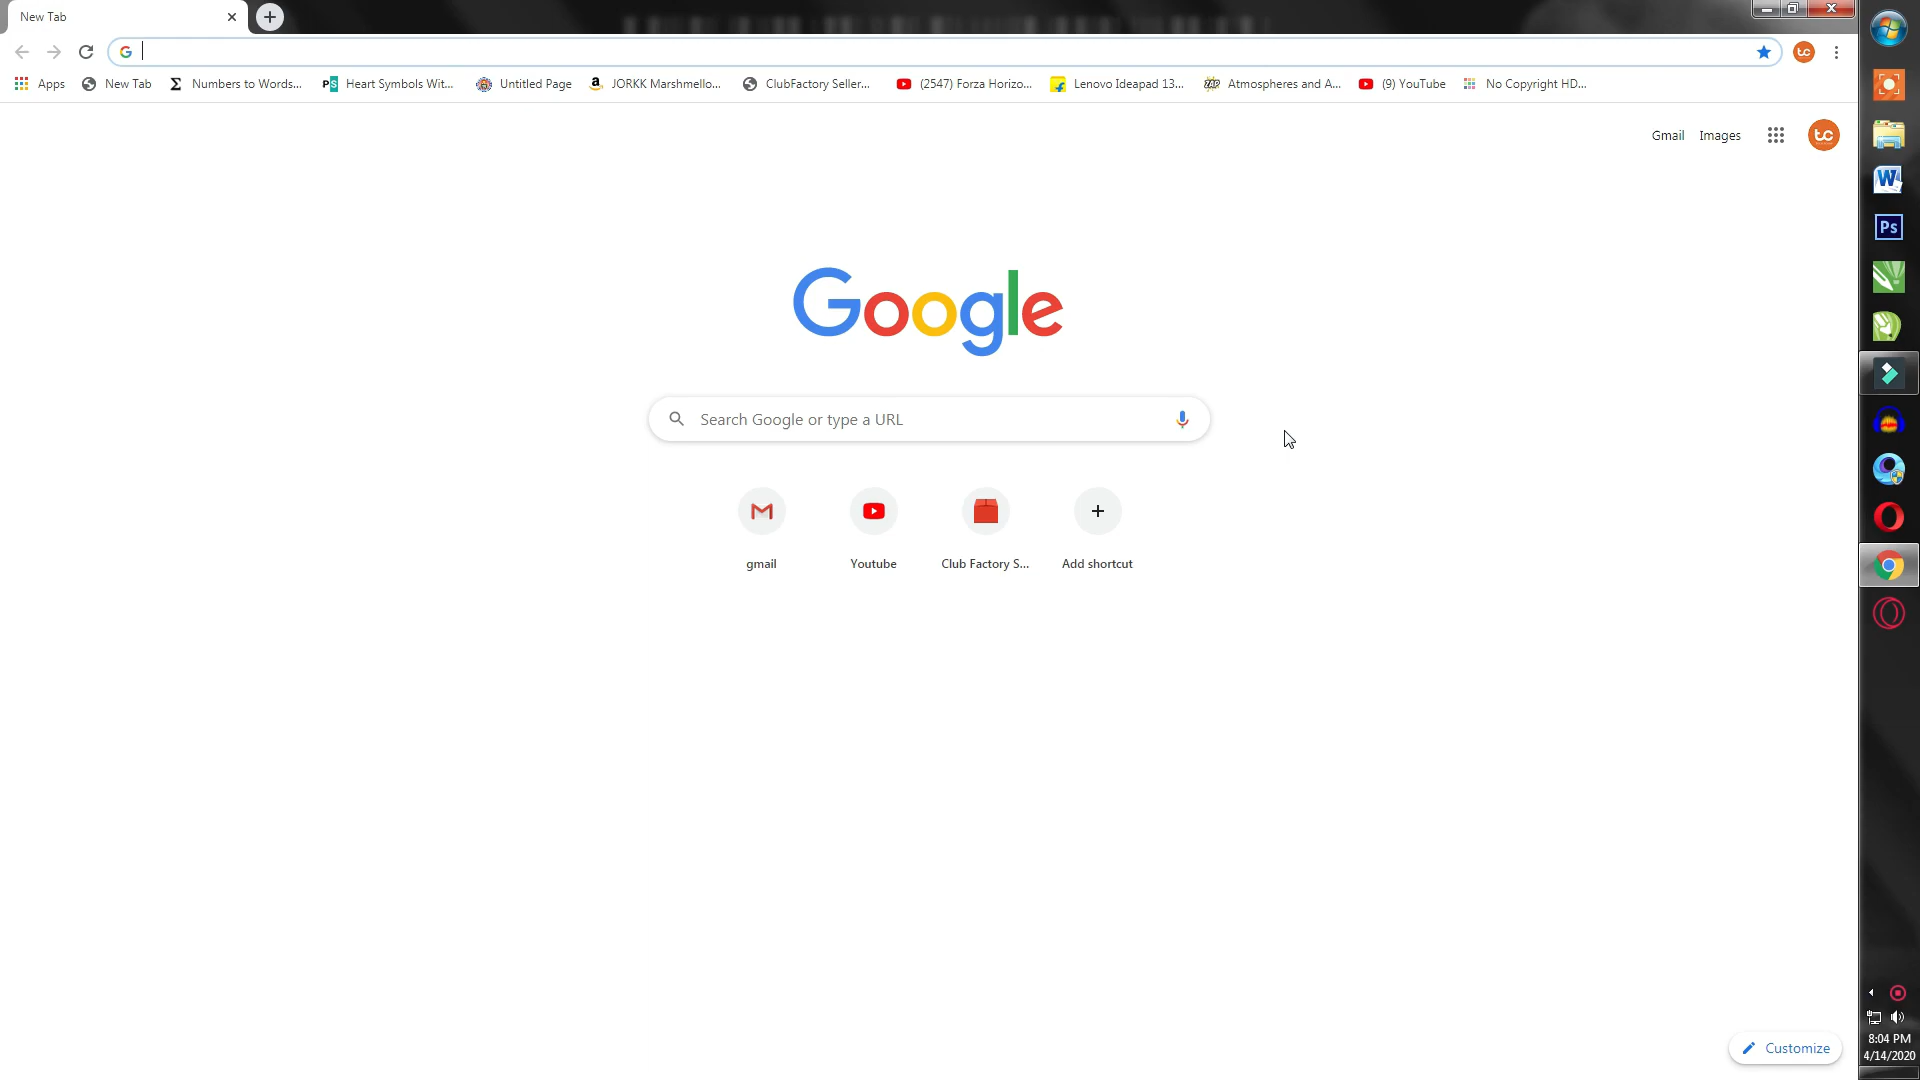 New Tab
Apps New Tab Numbers to Words... Heart Symbols Wit... Untitled Page JORKK Marshmello... ClubFactory Seller... (2547) Forza Horizo... Lenovo Ideapad 13... Atmospheres and A... (9) YouTube No Copyright HD...
Gmail Images tc
Google
Search Google or type a URL
gmail Youtube Club Factory S... Add shortcut
Customize
W
Ps
8:04 PM
4/14/2020